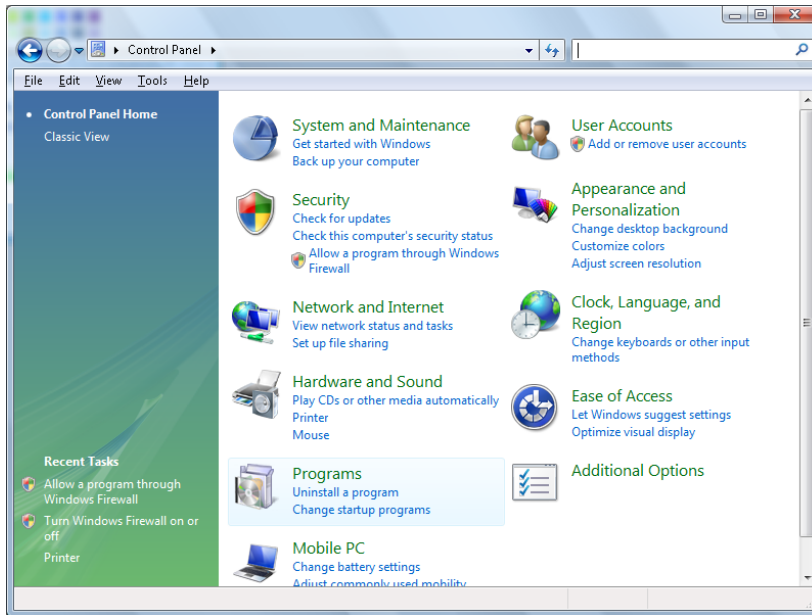 Control Panel
File Edit View Tools Help
Control Panel Home
Classic View
System and Maintenance
Get started with Windows
Back up your computer
Security
Check for updates
Check this computer's security status
Allow a program through Windows
Firewall
Network and Internet
View network status and tasks
Set up file sharing
Hardware and Sound
Play CDs or other media automatically
Printer
Mouse
Programs
Uninstall a program
Change startup programs
Mobile PC
Change battery settings
Adjust commonly used mobility
User Accounts
Add or remove user accounts
Appearance and
Personalization
Change desktop background
Customize colors
Adjust screen resolution
Clock, Language, and
Region
Change keyboards or other input
methods
Ease of Access
Let Windows suggest settings
Optimize visual display
Additional Options
Recent Tasks
Allow a program through
Windows Firewall
Turn Windows Firewall on or
off
Printer